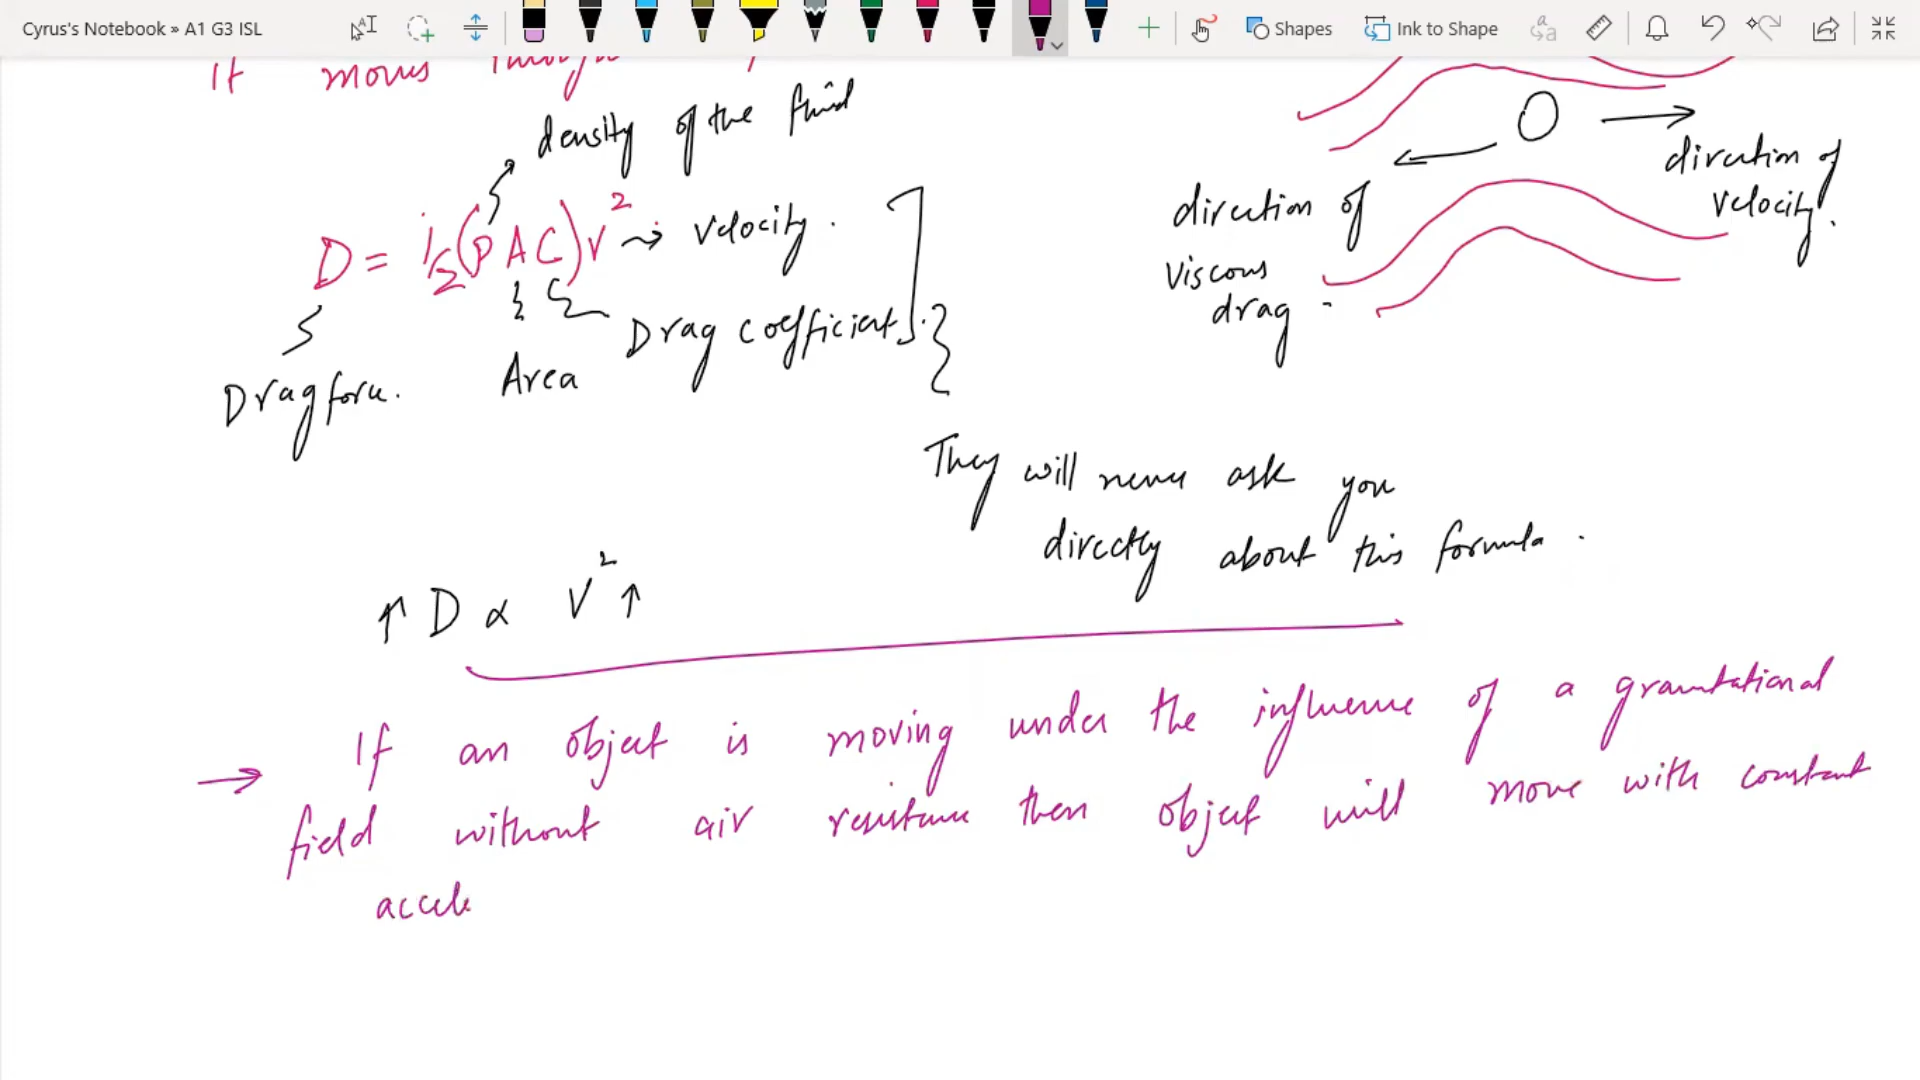 Cyrus's Notebook » A1 G3 ISL
Shapes
Ink to Shape
It moves through
density of the fluid
D = 1/2 (ρ A C) v² → velocity.
Drag coefficient.
Area
Drag force.
direction of velocity.
direction of
viscous
drag
They will never ask you
directly about this formula.
↑ D ∝ V² ↑
→ If an object is moving under the influence of a gravitational
field without air resistance then object will move with constant
accele